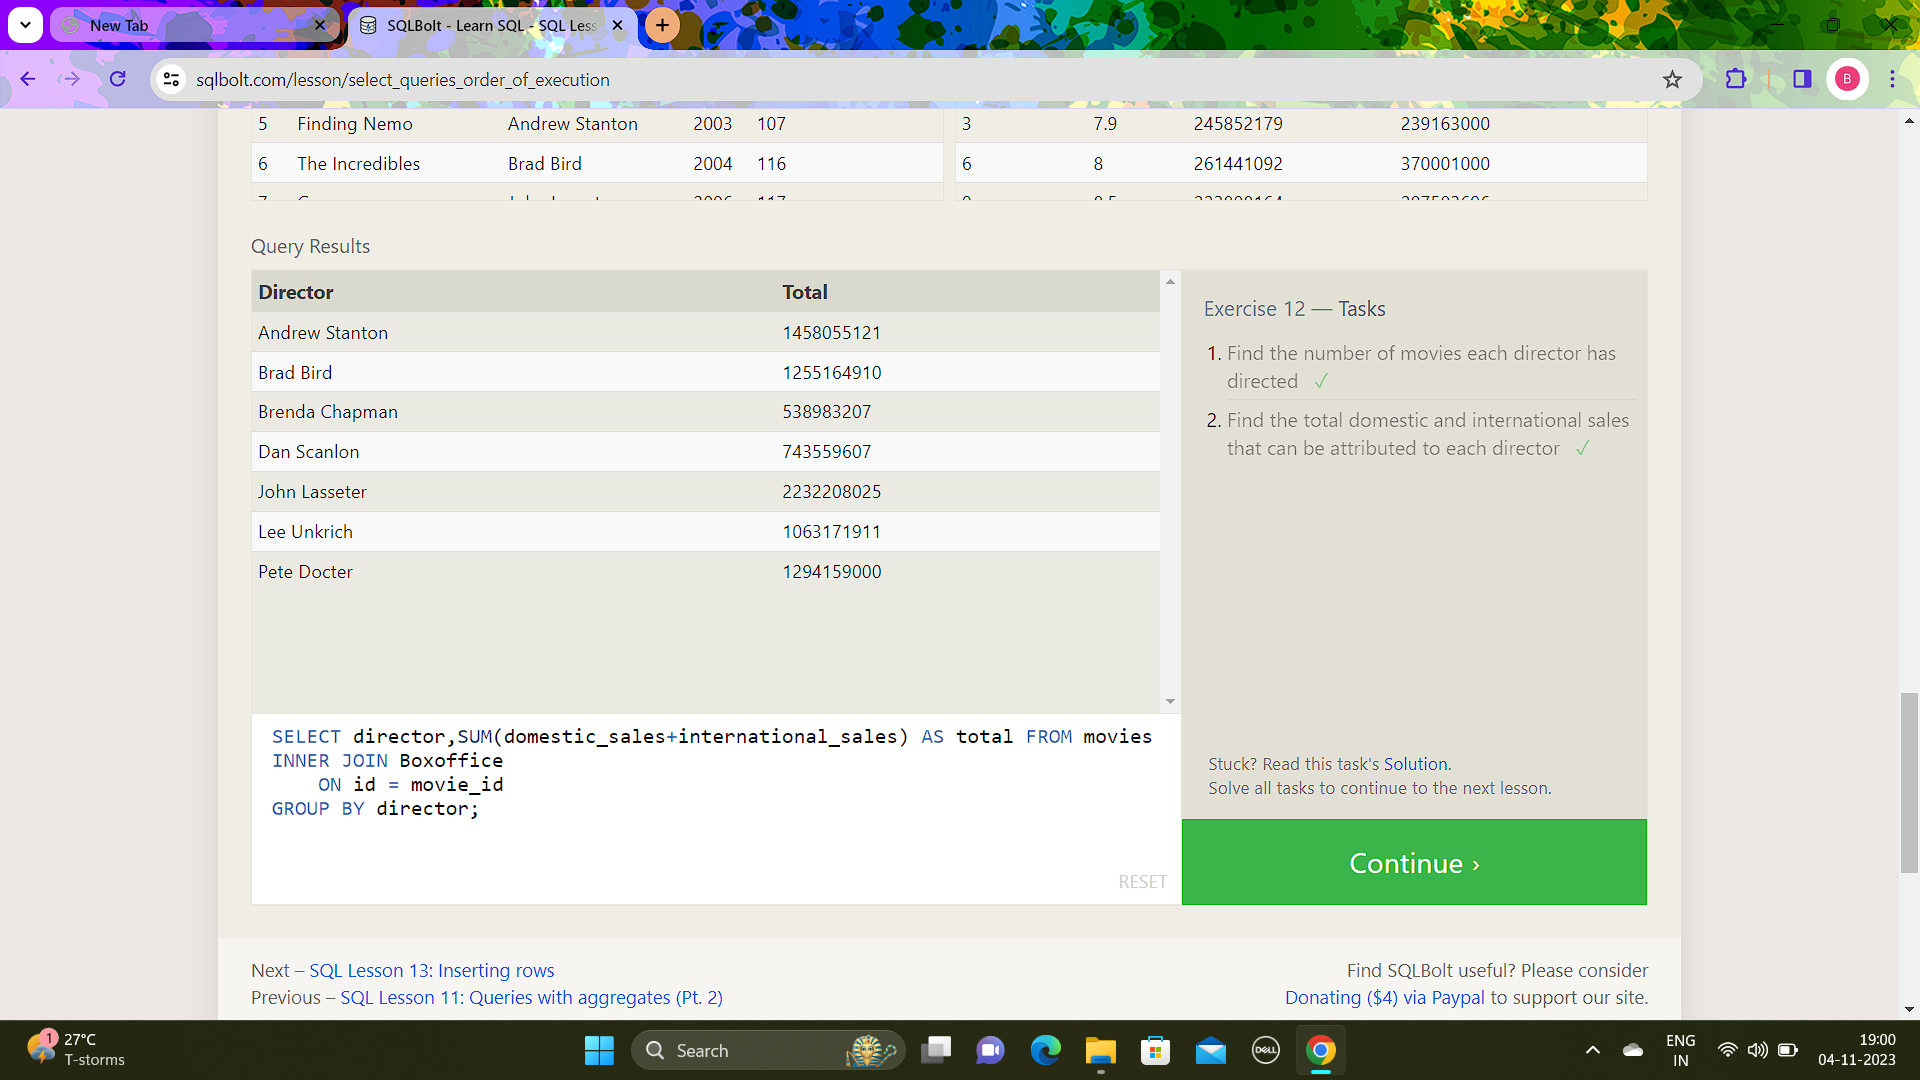 New Tab
SQLBolt - Learn SQL - SQL Less
sqlbolt.com/lesson/select_queries_order_of_execution
B
5 Finding Nemo Andrew Stanton 2003 107 3 7.9 245852179 239163000
6 The Incredibles Brad Bird 2004 116 6 8 261441092 370001000
Query Results
Director Total
Andrew Stanton 1458055121
Brad Bird 1255164910
Brenda Chapman 538983207
Dan Scanlon 743559607
John Lasseter 2232208025
Lee Unkrich 1063171911
Pete Docter 1294159000
Exercise 12 — Tasks
1. Find the number of movies each director has
directed ✓
2. Find the total domestic and international sales
that can be attributed to each director ✓
SELECT director,SUM(domestic_sales+international_sales) AS total FROM movies
INNER JOIN Boxoffice
ON id = movie_id
GROUP BY director;
RESET
Stuck? Read this task's Solution.
Solve all tasks to continue to the next lesson.
Continue ›
Next – SQL Lesson 13: Inserting rows
Previous – SQL Lesson 11: Queries with aggregates (Pt. 2)
Find SQLBolt useful? Please consider
Donating ($4) via Paypal to support our site.
1
27°C
T-storms
Search
DELL
ENG
IN
19:00
04-11-2023